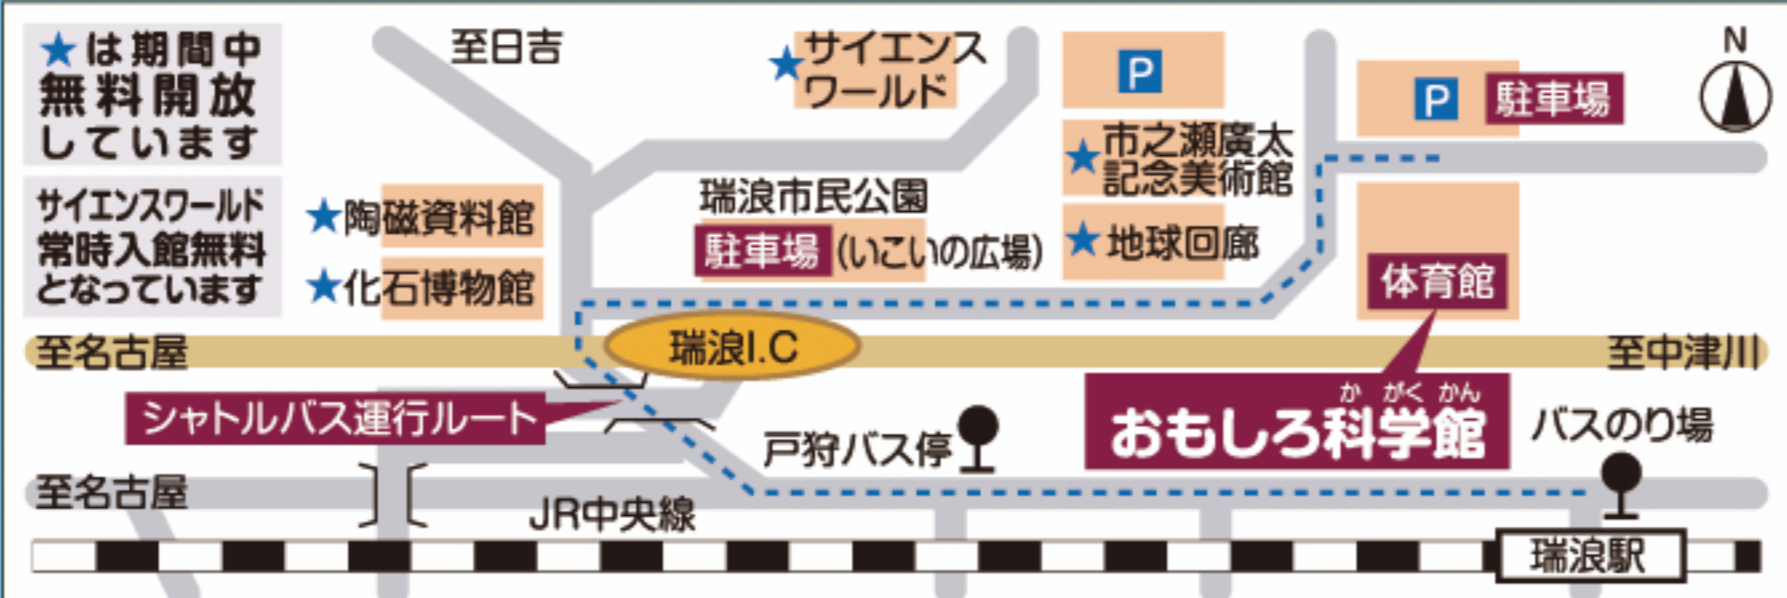 ★は期間中
無料開放
しています
サイエンスワールド
常時入館無料
となっています
至日吉
★サイエンス
ワールド
P
P
駐車場
N
★市之瀬廣太
記念美術館
★陶磁資料館
★化石博物館
瑞浪市民公園
駐車場(いこいの広場)
★地球回廊
体育館
至名古屋
瑞浪I.C
至中津川
シャトルバス運行ルート
か がく かん
おもしろ科学館
戸狩バス停
バスのり場
至名古屋
JR中央線
瑞浪駅